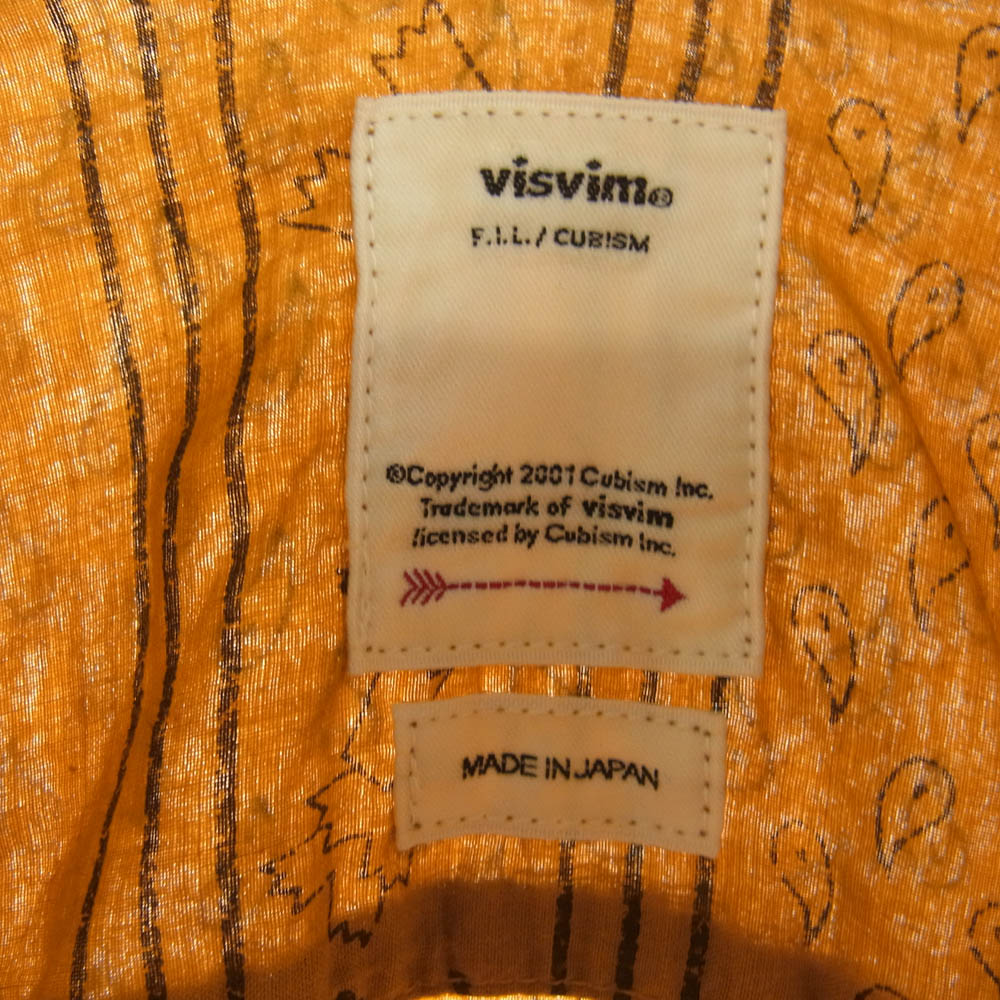 visvim®
F.I.L. / CUBISM
©Copyright 2001 Cubism Inc.
Trademark of visvim
licensed by Cubism Inc.
MADE IN JAPAN